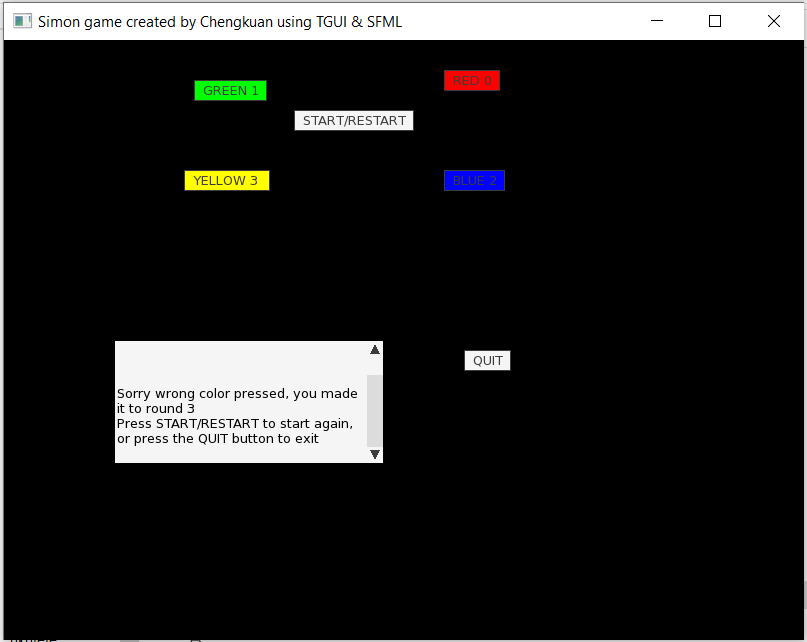 Simon game created by Chengkuan using TGUI & SFML
GREEN 1
RED 0
START/RESTART
YELLOW 3
BLUE 2
Sorry wrong color pressed, you made
it to round 3
Press START/RESTART to start again,
or press the QUIT button to exit
QUIT